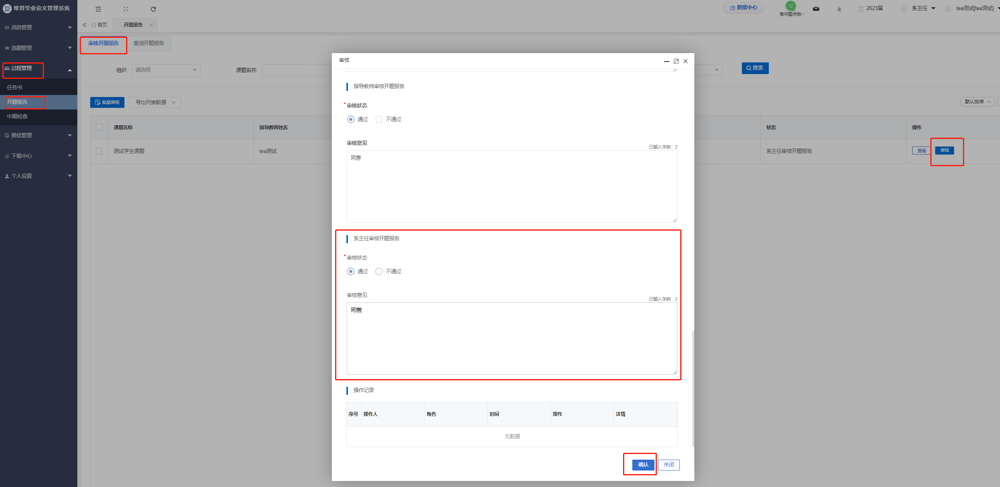 维普毕业论文管理系统
数据中心
有问题点我~
2023届
系主任
tea测试[tea测试]
消息管理
选题管理
过程管理
任务书
开题报告
中期检查
推优管理
下载中心
个人设置
首页
开题报告
审核开题报告
查询开题报告
组织
请选择
课题名称
搜索
批量审核
导出列表数据
默认排序
课题名称
指导教师姓名
状态
操作
测试学生课题
tea测试
系主任审核开题报告
查看
审核
审核
指导教师审核开题报告
*审核状态
通过
不通过
审核意见
已输入字数：2
同意
系主任审核开题报告
*审核状态
通过
不通过
审核意见
已输入字数：2
同意
操作记录
序号
操作人
角色
时间
操作
详情
无数据
确认
关闭